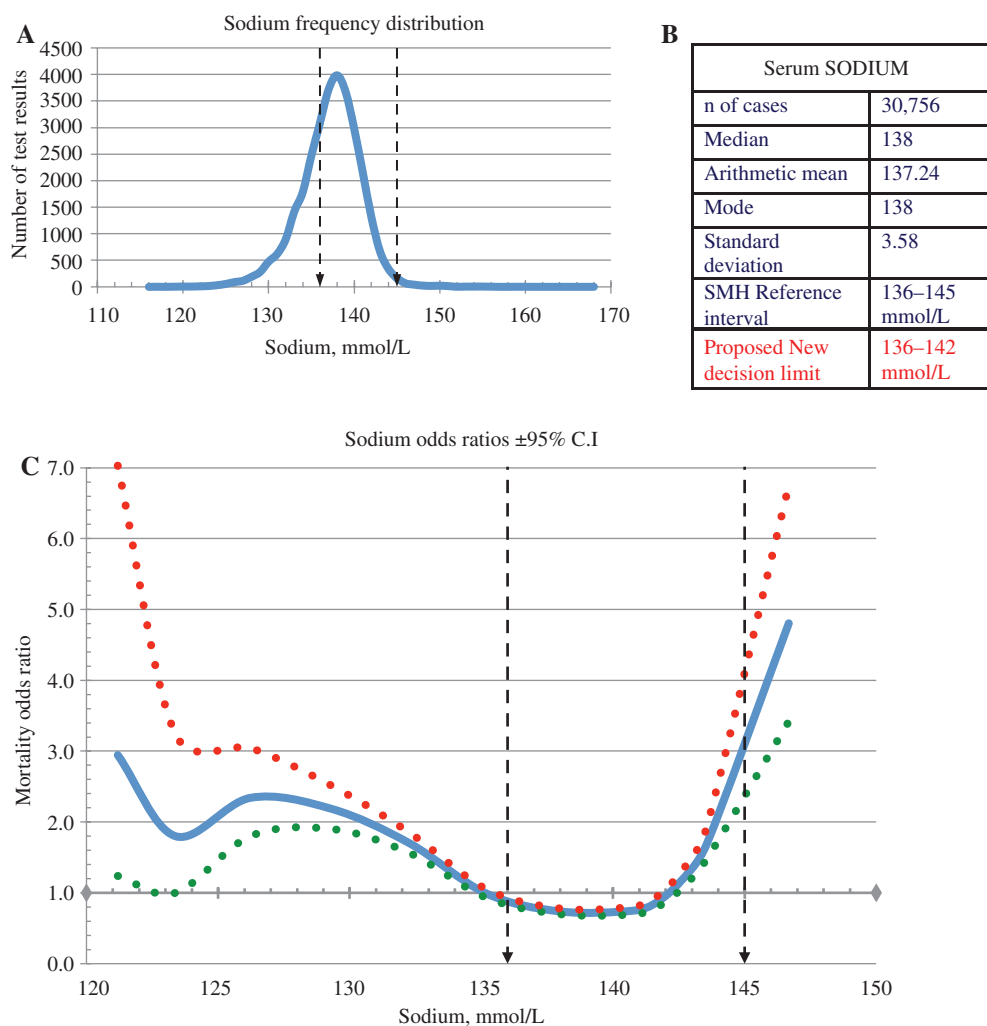 A
Sodium frequency distribution
Number of test results
4500
4000
3500
3000
2500
2000
1500
1000
500
0
110 120 130 140 150 160 170
Sodium, mmol/L
B
Serum SODIUM
n of cases 30,756
Median 138
Arithmetic mean 137.24
Mode 138
Standard 3.58
deviation
SMH Reference 136–145
interval mmol/L
Proposed New 136–142
decision limit mmol/L
C
Sodium odds ratios ±95% C.I
Mortality odds ratio
7.0
6.0
5.0
4.0
3.0
2.0
1.0
0.0
120 125 130 135 140 145 150
Sodium, mmol/L